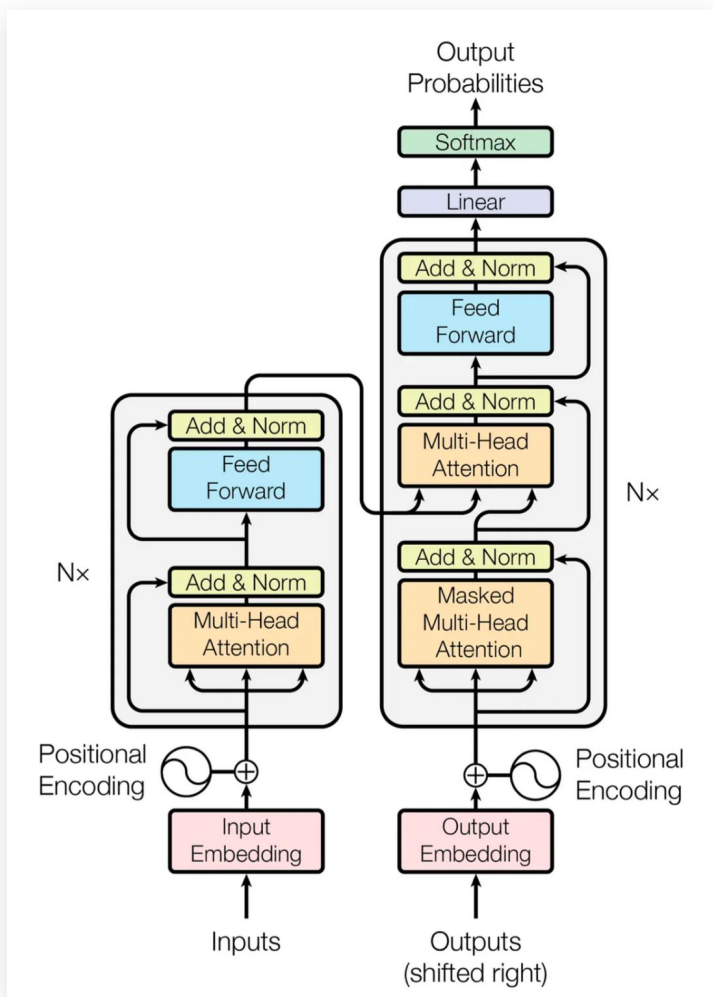 Output
Probabilities
Softmax
Linear
Add & Norm
Feed
Forward
Add & Norm
Multi-Head
Attention
Add & Norm
Masked
Multi-Head
Attention
N×
Add & Norm
Feed
Forward
Add & Norm
Multi-Head
Attention
N×
Positional
Encoding
Positional
Encoding
Input
Embedding
Output
Embedding
Inputs
Outputs
(shifted right)